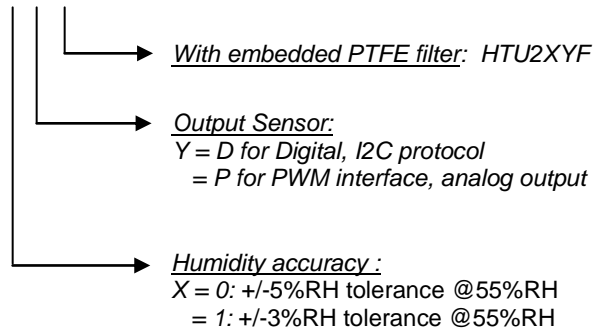 With embedded PTFE filter: HTU2XYF
Output Sensor:
Y = D for Digital, I2C protocol
= P for PWM interface, analog output
Humidity accuracy :
X = 0: +/-5%RH tolerance @55%RH
= 1: +/-3%RH tolerance @55%RH